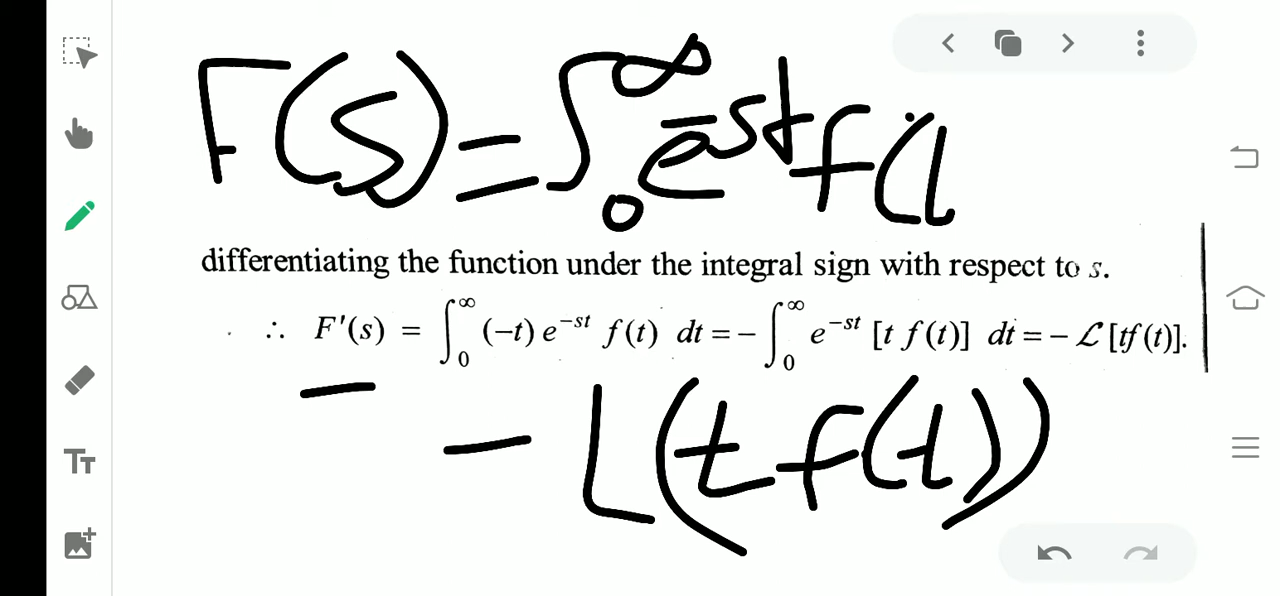 F(s) = ∫₀^∞ e^-st f(
differentiating the function under the integral sign with respect to s.
∴ F'(s) = ∫₀^∞ (−t) e^−st f(t) dt = − ∫₀^∞ e^−st [t f(t)] dt = − ℒ [tf(t)].
− L(t f(t))
TT